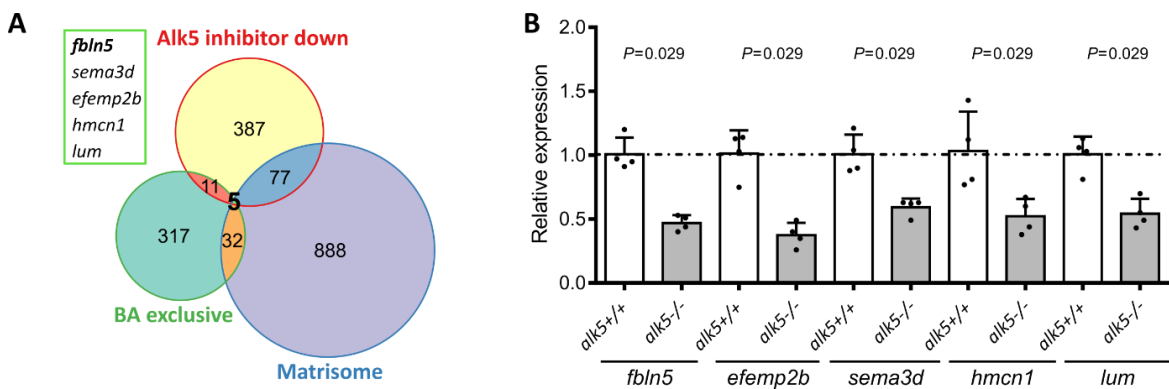 A
fbln5
sema3d
efemp2b
hmcn1
lum
Alk5 inhibitor down
387
11
77
5
317
32
888
BA exclusive
Matrisome
B
Relative expression
2.0
1.5
1.0
0.5
0.0
P=0.029 P=0.029 P=0.029 P=0.029 P=0.029
alk5+/+ alk5-/- alk5+/+ alk5-/- alk5+/+ alk5-/- alk5+/+ alk5-/- alk5+/+ alk5-/-
fbln5 efemp2b sema3d hmcn1 lum